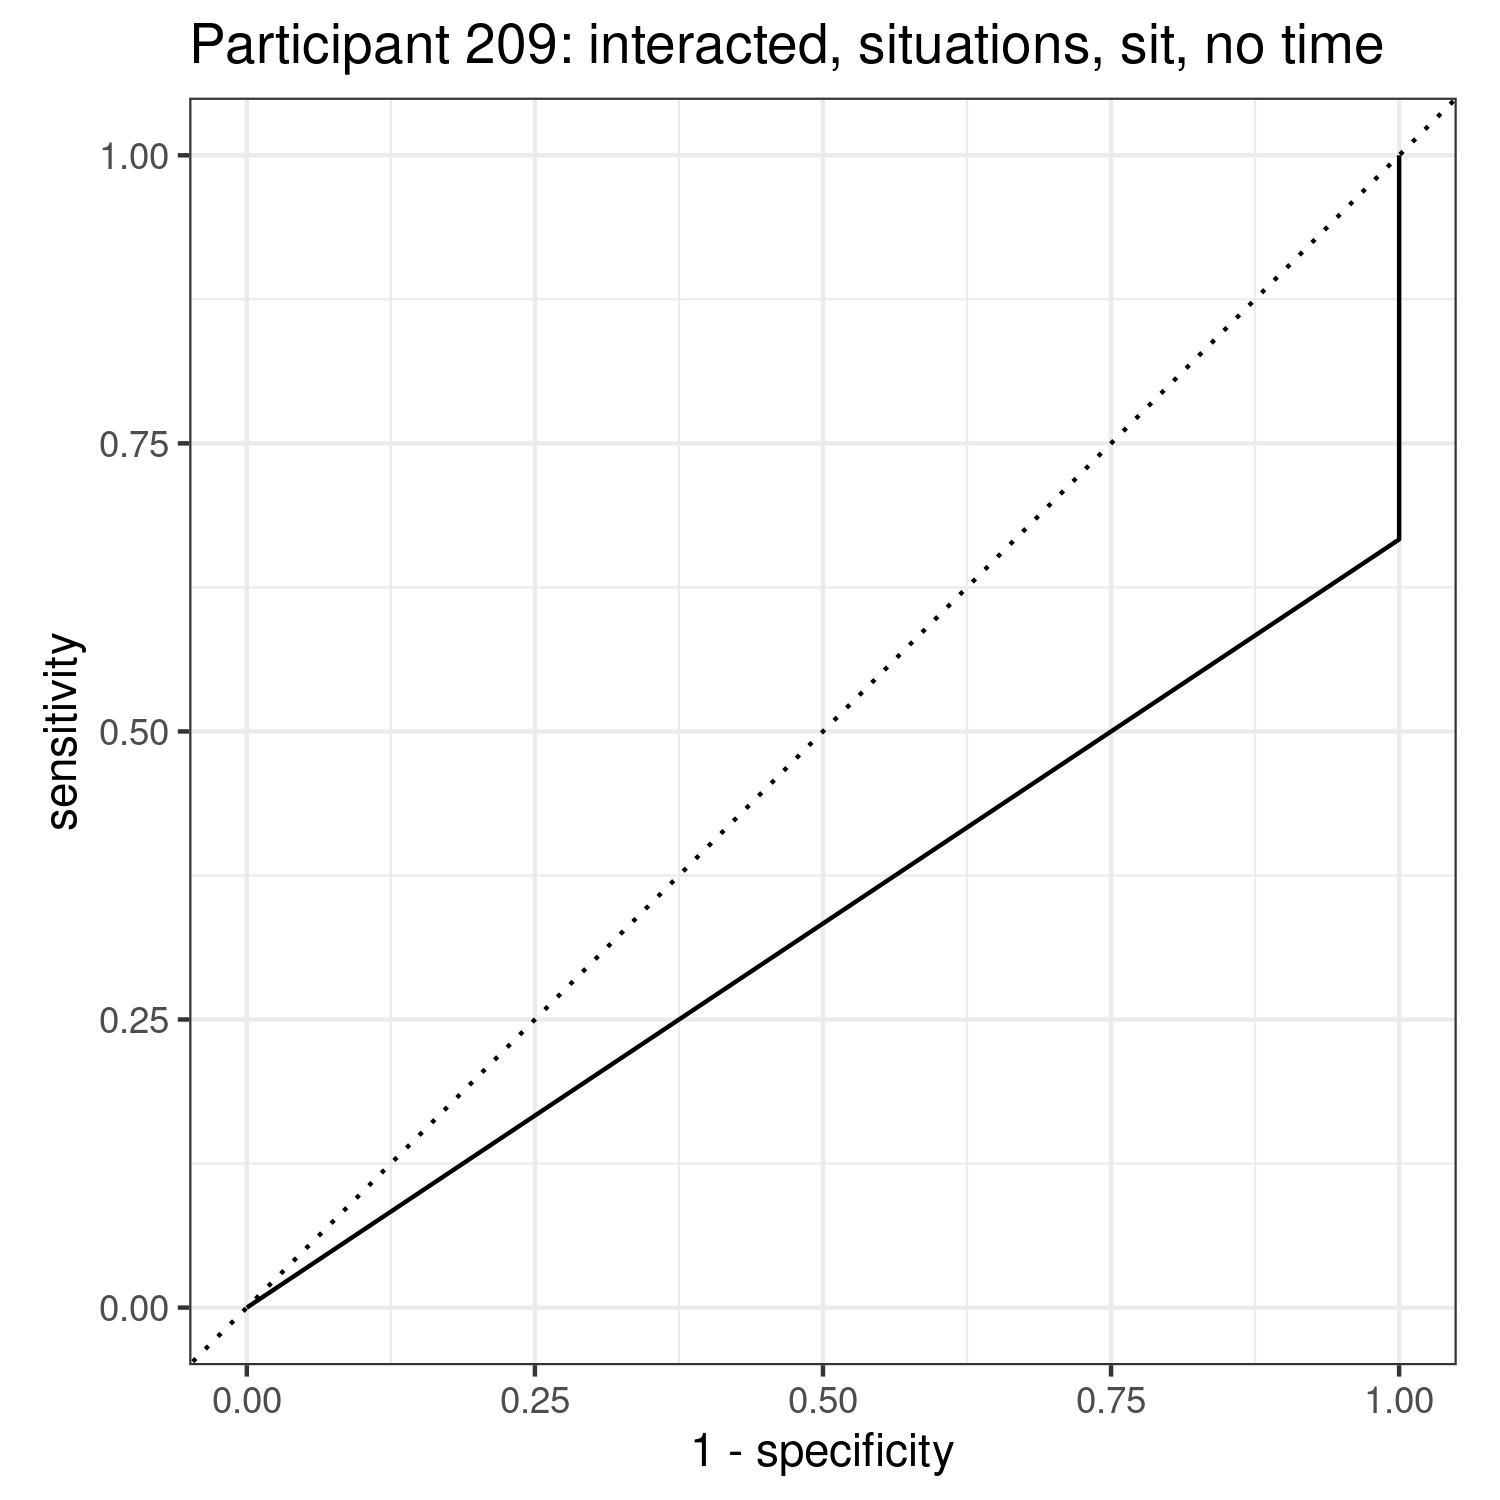 Participant 209: interacted, situations, sit, no time
1.00
0.75
0.50
0.25
0.00
sensitivity
0.00 0.25 0.50 0.75 1.00
1 - specificity